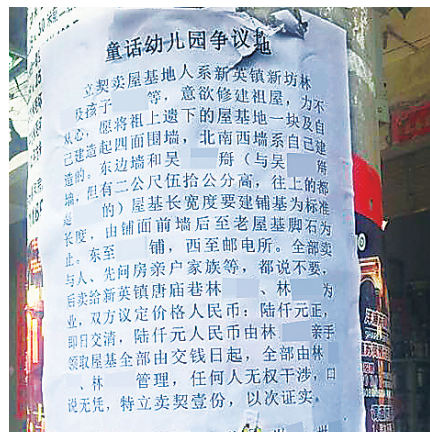 童话幼儿园争议地
立契卖屋基地人系新英镇新坊林
及孩子 等，意欲修建祖屋，力不
从心，愿将祖上遗下的屋基地一块及自
己建造起四面围墙，北南西墙系自己建
造的。东边墙和吴 搿（与吴 搿
墙，但有二公尺伍拾公分高，往上的都
是 的）屋基长宽度要建铺基为标准
长度，由铺面前墙后至老屋基脚石为
止。东至 铺，西至邮电所。全部卖
与人、先问房亲户家族等，都说不要，
后卖给新英镇唐庙巷林 、林 为
业，双方议定价格人民币：陆仟元正，
即日交清，陆仟元人民币由林 亲手
领取屋基全部由交钱日起，全部由林
、林 管理，任何人无权干涉，口
说无凭，特立卖契壹份，以次证实。